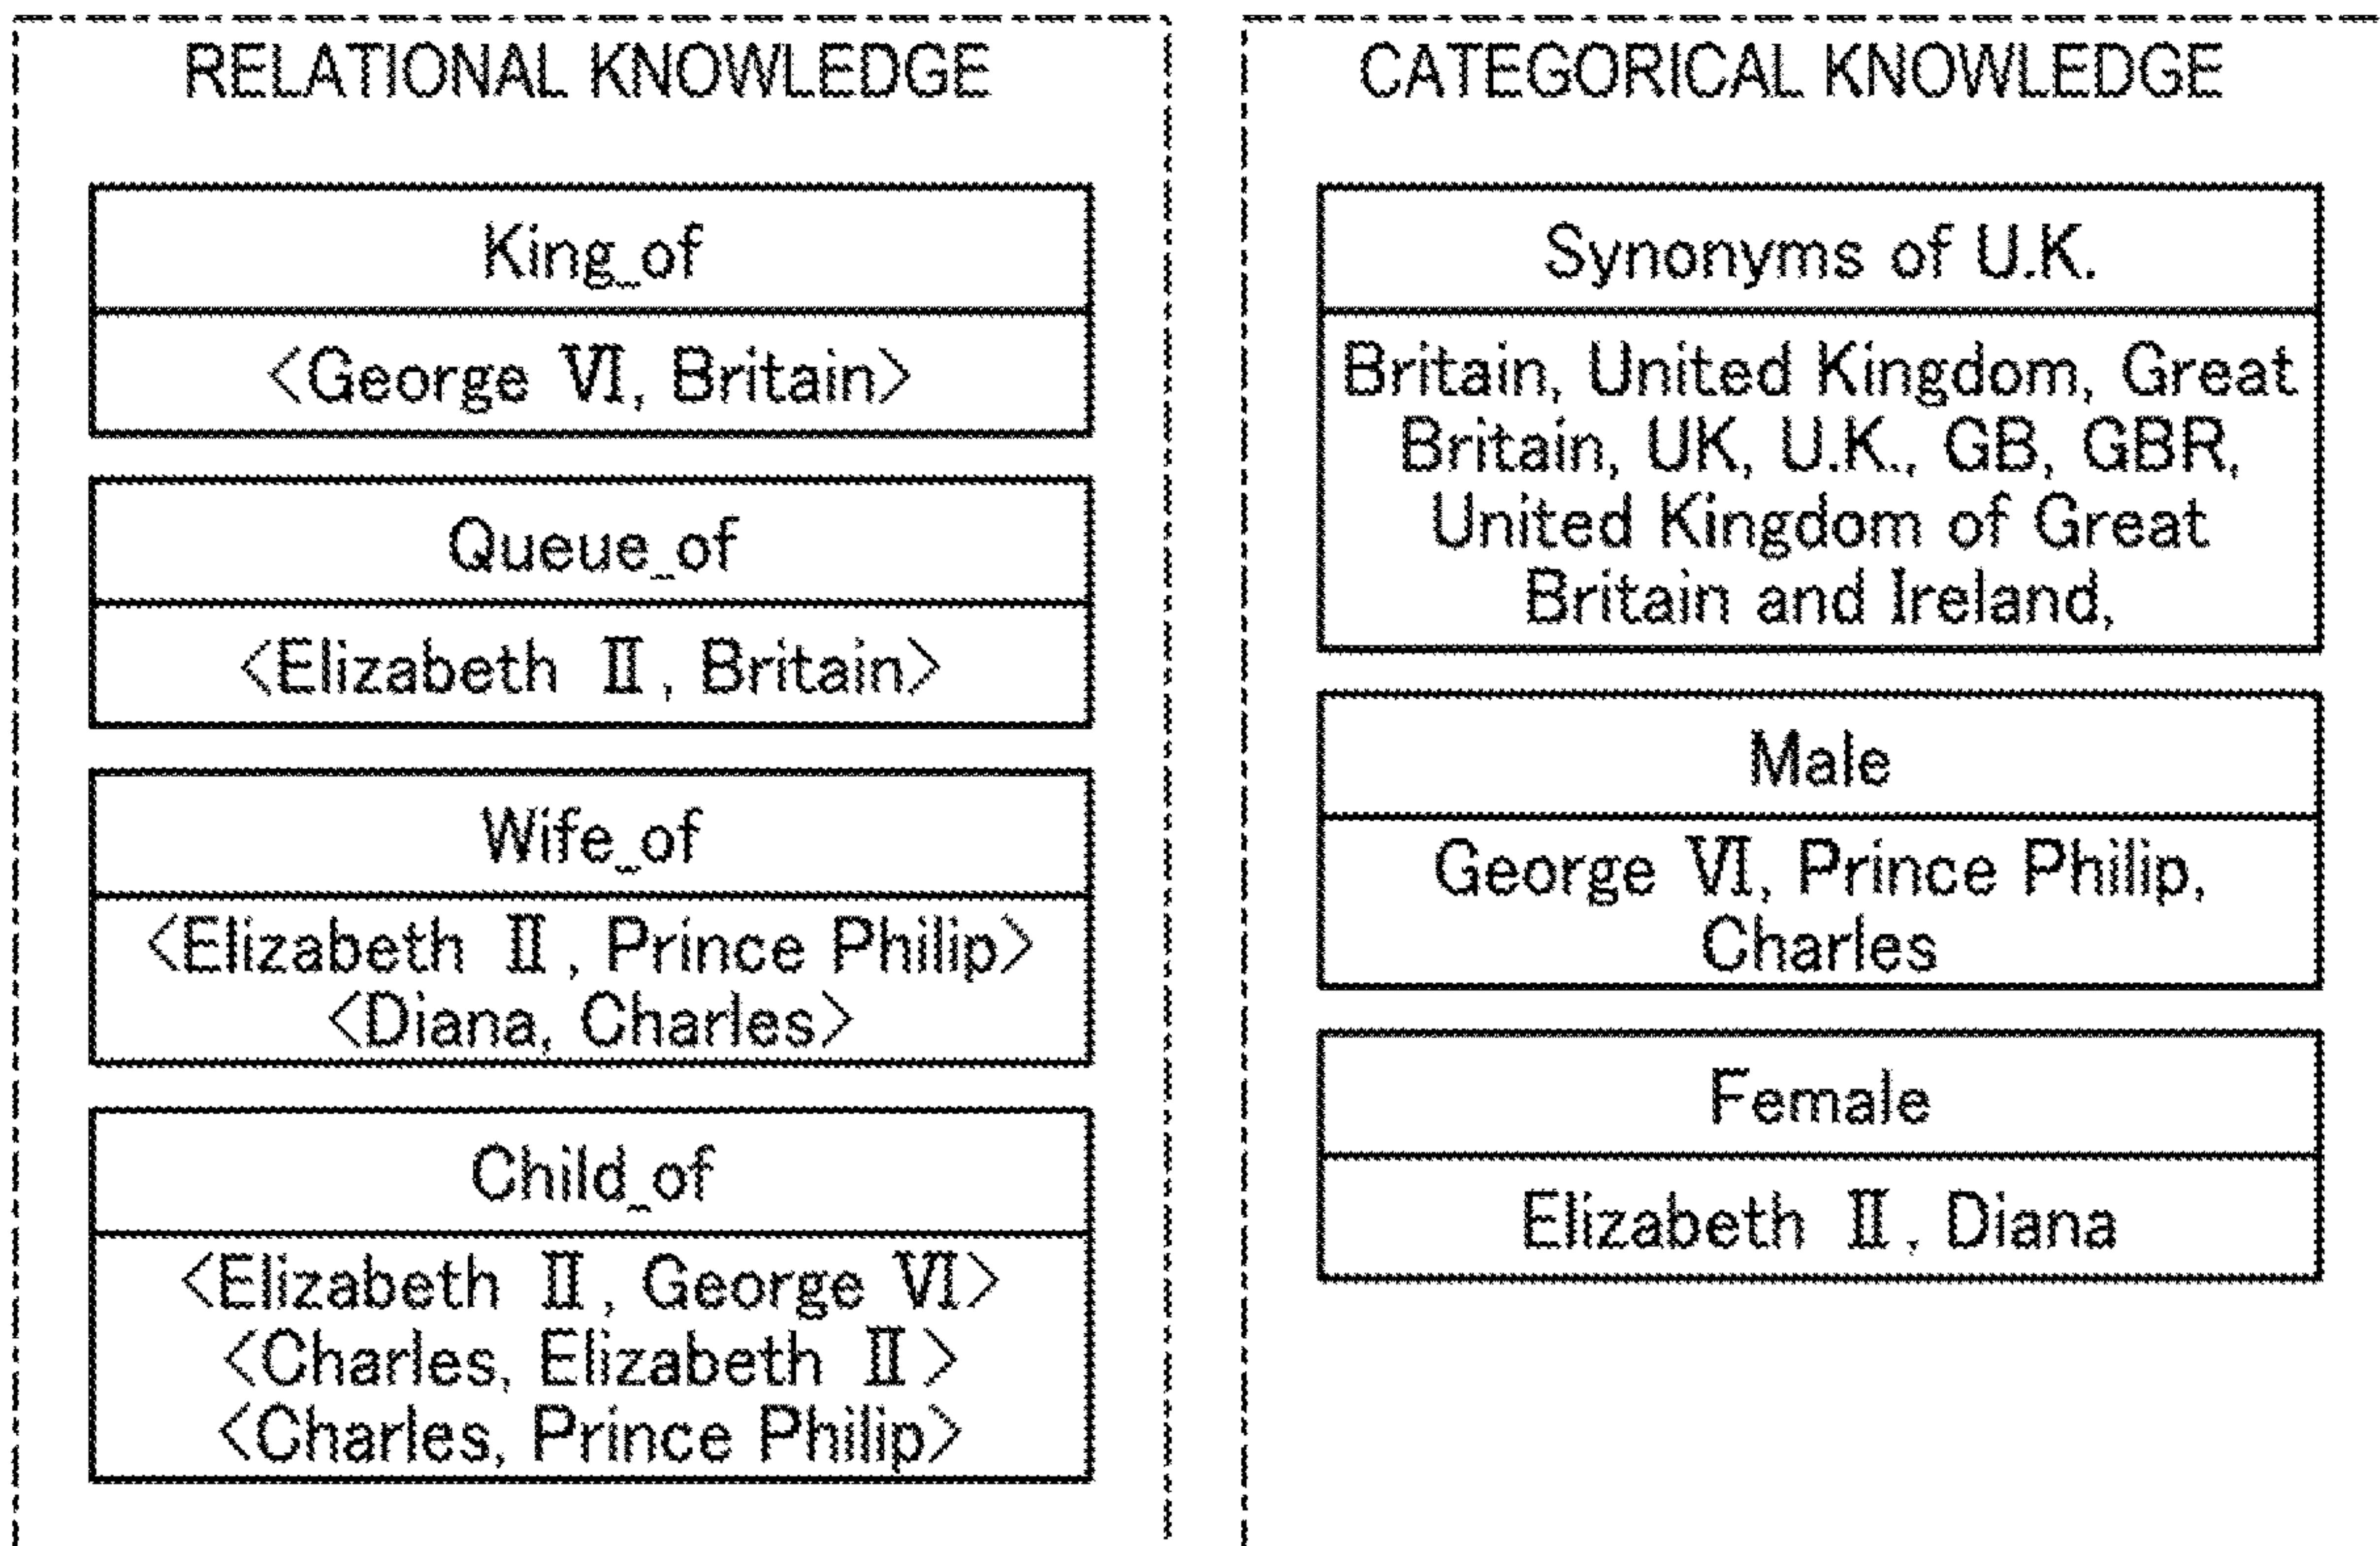 RELATIONAL KNOWLEDGE
King_of
<George Ⅵ, Britain>
Queue_of
<Elizabeth Ⅱ, Britain>
Wife_of
<Elizabeth Ⅱ, Prince Philip>
<Diana, Charles>
Child_of
<Elizabeth Ⅱ, George Ⅵ>
<Charles, Elizabeth Ⅱ>
<Charles, Prince Philip>
CATEGORICAL KNOWLEDGE
Synonyms of U.K.
Britain, United Kingdom, Great
Britain, UK, U.K., GB, GBR,
United Kingdom of Great
Britain and Ireland,
Male
George Ⅵ, Prince Philip,
Charles
Female
Elizabeth Ⅱ, Diana